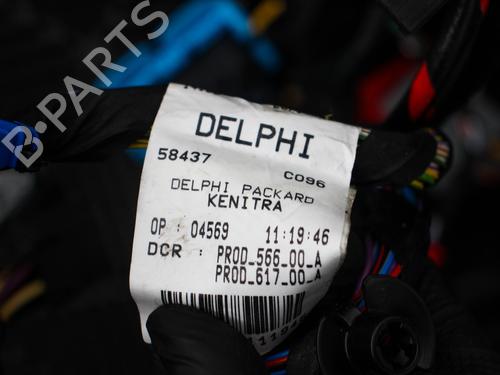 DELPHI
58437 C096
DELPHI PACKARD
KENITRA
OP : 04569 11:19:46
DCR : PROD_566_00_A
PROD_617_00_A
B-PARTS